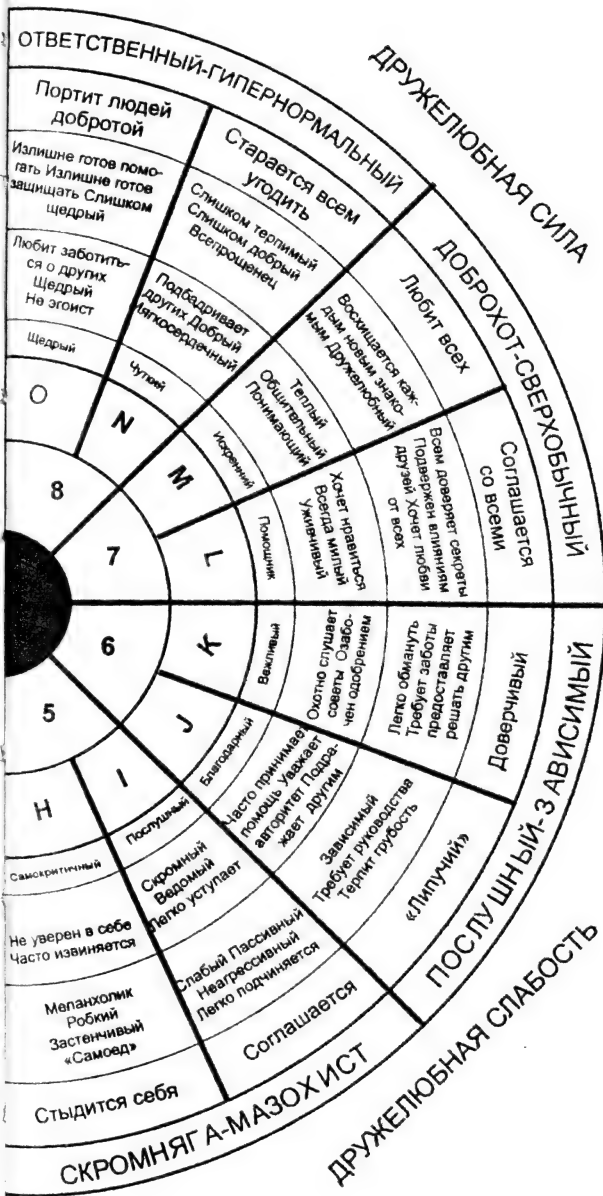 ДРУЖЕЛЮБНАЯ СИЛА
ОТВЕТСТВЕННЫЙ-ГИПЕРНОРМАЛЬНЫЙ
Портит людей
добротой
Излишне готов помо-
гать Излишне готов
защищать Слишком
щедрый
Любит заботить-
ся о других
Щедрый
Не эгоист
Щедрый
O
Старается всем
угодить
Слишком терпимый
Слишком добрый
Всепрощенец
Подбадривает
других Добрый
Мягкосердечный
Чуткий
N
8
ДОБРОХОТ-СВЕРХОБЫЧНЫЙ
Любит всех
Восхищается каж-
дым новым знако-
мым Дружелюбный
Теплый
Общительный
Понимающий
Искренний
M
Соглашается
со всеми
Всем доверяет секреты
Подвержен влияниям
друзей Хочет любви
от всех
Хочет нравиться
Всегда милый
Уживчивый
Помощник
L
7
6
K
Вежливый
Охотно слушает
советы Озабо-
чен одобрением
Легко обмануть
Требует заботы
предоставляет
решать другим
Доверчивый
J
Благодарный
Часто принимает
помощь Уважает
авторитет Подра-
жает другим
Зависимый
Требует руководства
Терпит грубость
«Липучий»
ПОСЛУШНЫЙ-ЗАВИСИМЫЙ
5
I
Послушный
Скромный
Ведомый
Легко уступает
Слабый Пассивный
Неагрессивный
Легко подчиняется
Соглашается
H
Самокритичный
Не уверен в себе
Часто извиняется
Меланхолик
Робкий
Застенчивый
«Самоед»
Стыдится себя
СКРОМНЯГА-МАЗОХИСТ
ДРУЖЕЛЮБНАЯ СЛАБОСТЬ